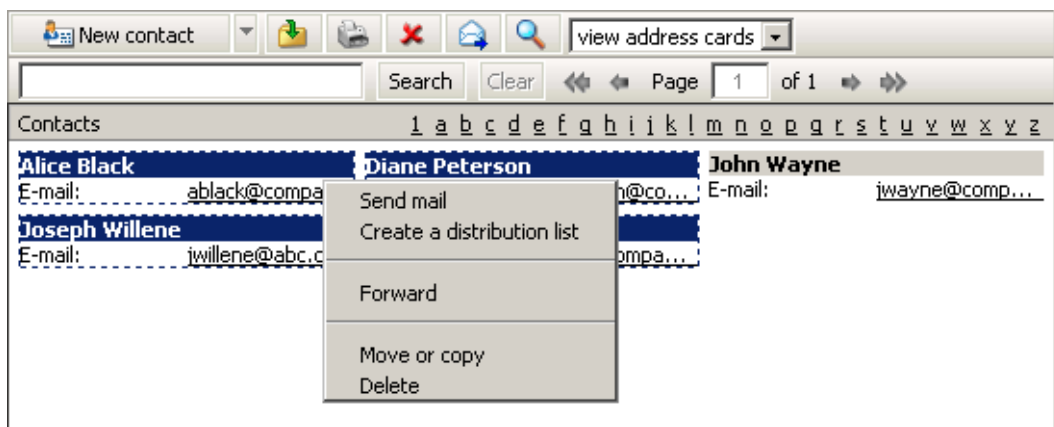 New contact view address cards
Search Clear Page 1 of 1
Contacts 1 a b c d e f g h i j k l m n o p q r s t u v w x y z
Alice Black Diane Peterson John Wayne
E-mail: ablack@compa n@co... E-mail: jwayne@comp...
Joseph Willene
E-mail: jwillene@abc.c ompa...
Send mail
Create a distribution list
Forward
Move or copy
Delete